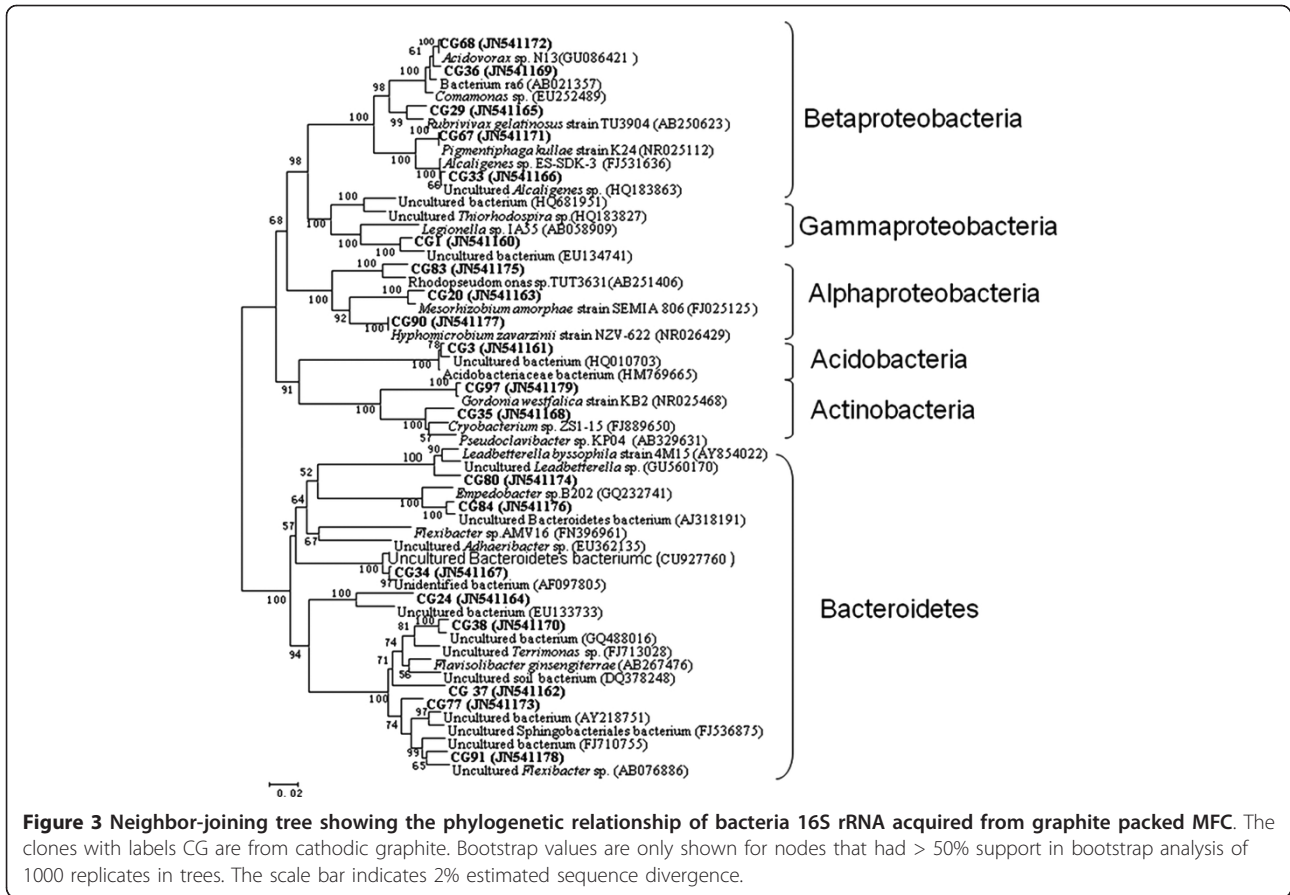 CG68 (JN541172)
Acidovorax sp. N13(GU086421 )
CG36 (JN541169)
Bacterium ra6 (AB021357)
Comamonas sp. (EU252489)
CG29 (JN541165)
Rubrivivax gelatinosus strain TU3904 (AB250623)
CG67 (JN541171)
Pigmentiphaga kullae strain K24 (NR025112)
Alcaligenes sp. ES-SDK-3 (FJ531636)
CG33 (JN541166)
Uncultured Alcaligenes sp. (HQ183863)
Betaproteobacteria
Uncultured bacterium (HQ681951)
Uncultured Thiorhodospira sp.(HQ183827)
Legionella sp. IA55 (AB058909)
CG1 (JN541160)
Uncultured bacterium (EU134741)
Gammaproteobacteria
CG83 (JN541175)
Rhodopseudomonas sp.TUT3631(AB251406)
CG20 (JN541163)
Mesorhizobium amorphae strain SEMIA 806 (FJ025125)
CG90 (JN541177)
Hyphomicrobium zavarzinii strain NZV-622 (NR026429)
Alphaproteobacteria
CG3 (JN541161)
Uncultured bacterium (HQ010703)
Acidobacteriaceae bacterium (HM769665)
Acidobacteria
CG97 (JN541179)
Gordonia westfalica strain KB2 (NR025468)
CG35 (JN541168)
Cryobacterium sp. ZS1-15 (FJ889650)
Pseudoclavibacter sp. KP04 (AB329631)
Actinobacteria
Leadbetterella byssophila strain 4M15 (AY854022)
Uncultured Leadbetterella sp. (GU560170)
CG80 (JN541174)
Empedobacter sp.B202 (GQ232741)
CG84 (JN541176)
Uncultured Bacteroidetes bacterium (AJ318191)
Flexibacter sp.AMV16 (FN396961)
Uncultured Adhaeribacter sp. (EU362135)
Uncultured Bacteroidetes bacteriumc (CU927760 )
CG34 (JN541167)
Unidentified bacterium (AF097805)
CG24 (JN541164)
Uncultured bacterium (EU133733)
CG38 (JN541170)
Uncultured bacterium (GQ488016)
Uncultured Terrimonas sp. (FJ713028)
Flavisolibacter ginsengiterrae (AB267476)
Uncultured soil bacterium (DQ378248)
CG 37 (JN541162)
CG77 (JN541173)
Uncultured bacterium (AY218751)
Uncultured Sphingobacteriales bacterium (FJ536875)
Uncultured bacterium (FJ710755)
CG91 (JN541178)
Uncultured Flexibacter sp. (AB076886)
Bacteroidetes
100
61
100
98
99
100
100
100
100
66
98
100
100
100
100
68
100
100
100
92
100
78
100
91
100
100
100
57
90
100
52
100
100
64
67
57
100
97
100
100
94
100
81
74
71
56
100
97
74
99
65
0.02
Figure 3 Neighbor-joining tree showing the phylogenetic relationship of bacteria 16S rRNA acquired from graphite packed MFC. The
clones with labels CG are from cathodic graphite. Bootstrap values are only shown for nodes that had > 50% support in bootstrap analysis of
1000 replicates in trees. The scale bar indicates 2% estimated sequence divergence.